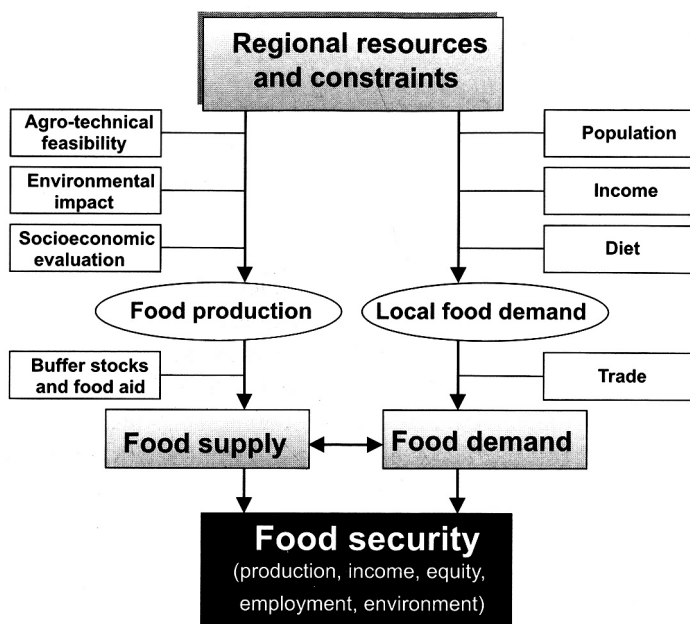 Regional resources
and constraints
Agro-technical
feasibility
Population
Environmental
impact
Income
Socioeconomic
evaluation
Diet
Food production
Local food demand
Buffer stocks
and food aid
Trade
Food supply
Food demand
Food security
(production, income, equity,
employment, environment)